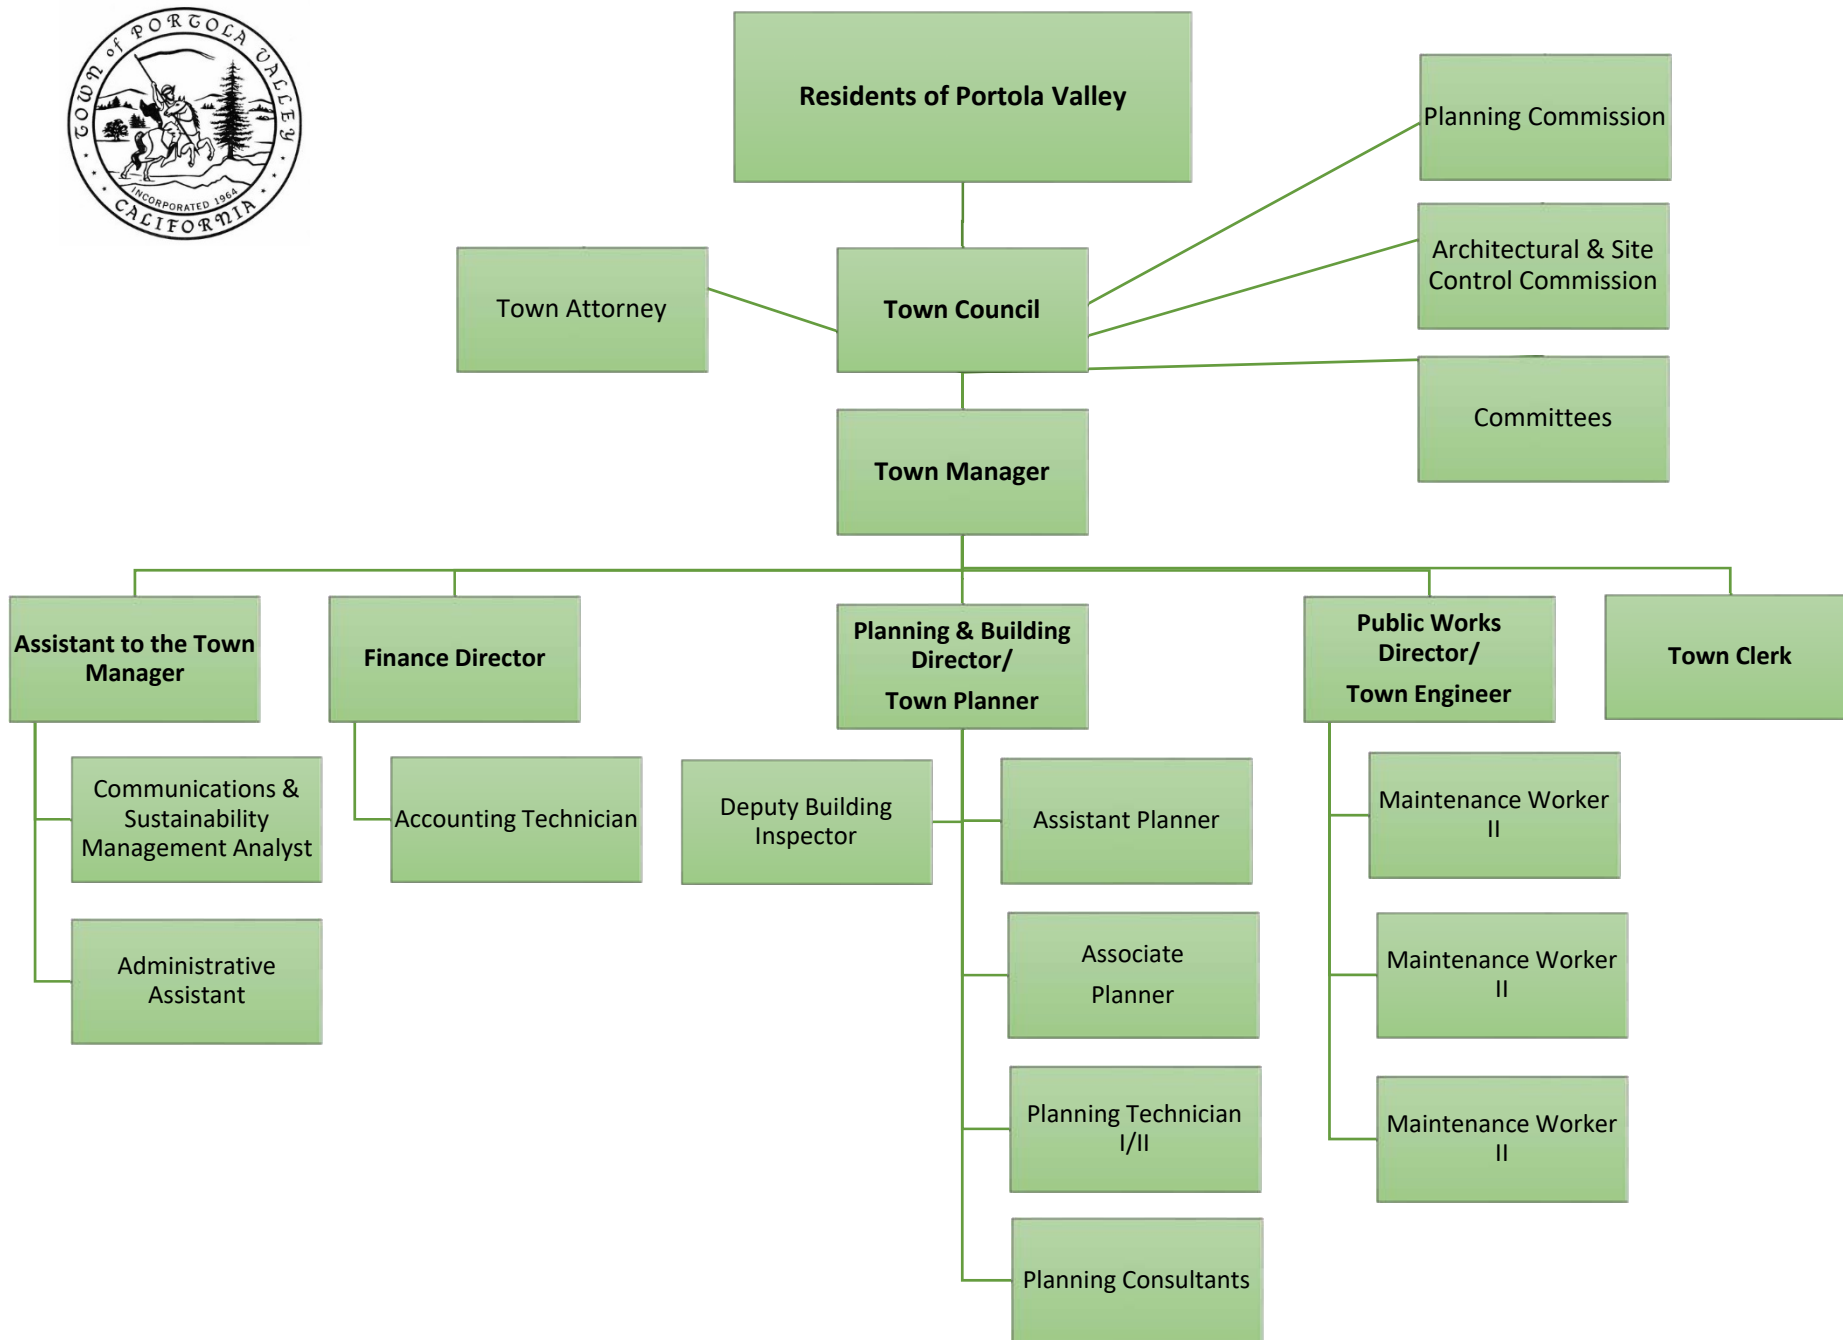 TOWN of PORTOLA VALLEY
INCORPORATED 1964
CALIFORNIA
Residents of Portola Valley
Planning Commission
Architectural & Site
Control Commission
Town Attorney
Town Council
Committees
Town Manager
Assistant to the Town
Manager
Finance Director
Planning & Building
Director/
Town Planner
Public Works
Director/
Town Engineer
Town Clerk
Communications &
Sustainability
Management Analyst
Accounting Technician
Deputy Building
Inspector
Assistant Planner
Maintenance Worker
II
Administrative
Assistant
Associate
Planner
Maintenance Worker
II
Planning Technician
I/II
Maintenance Worker
II
Planning Consultants